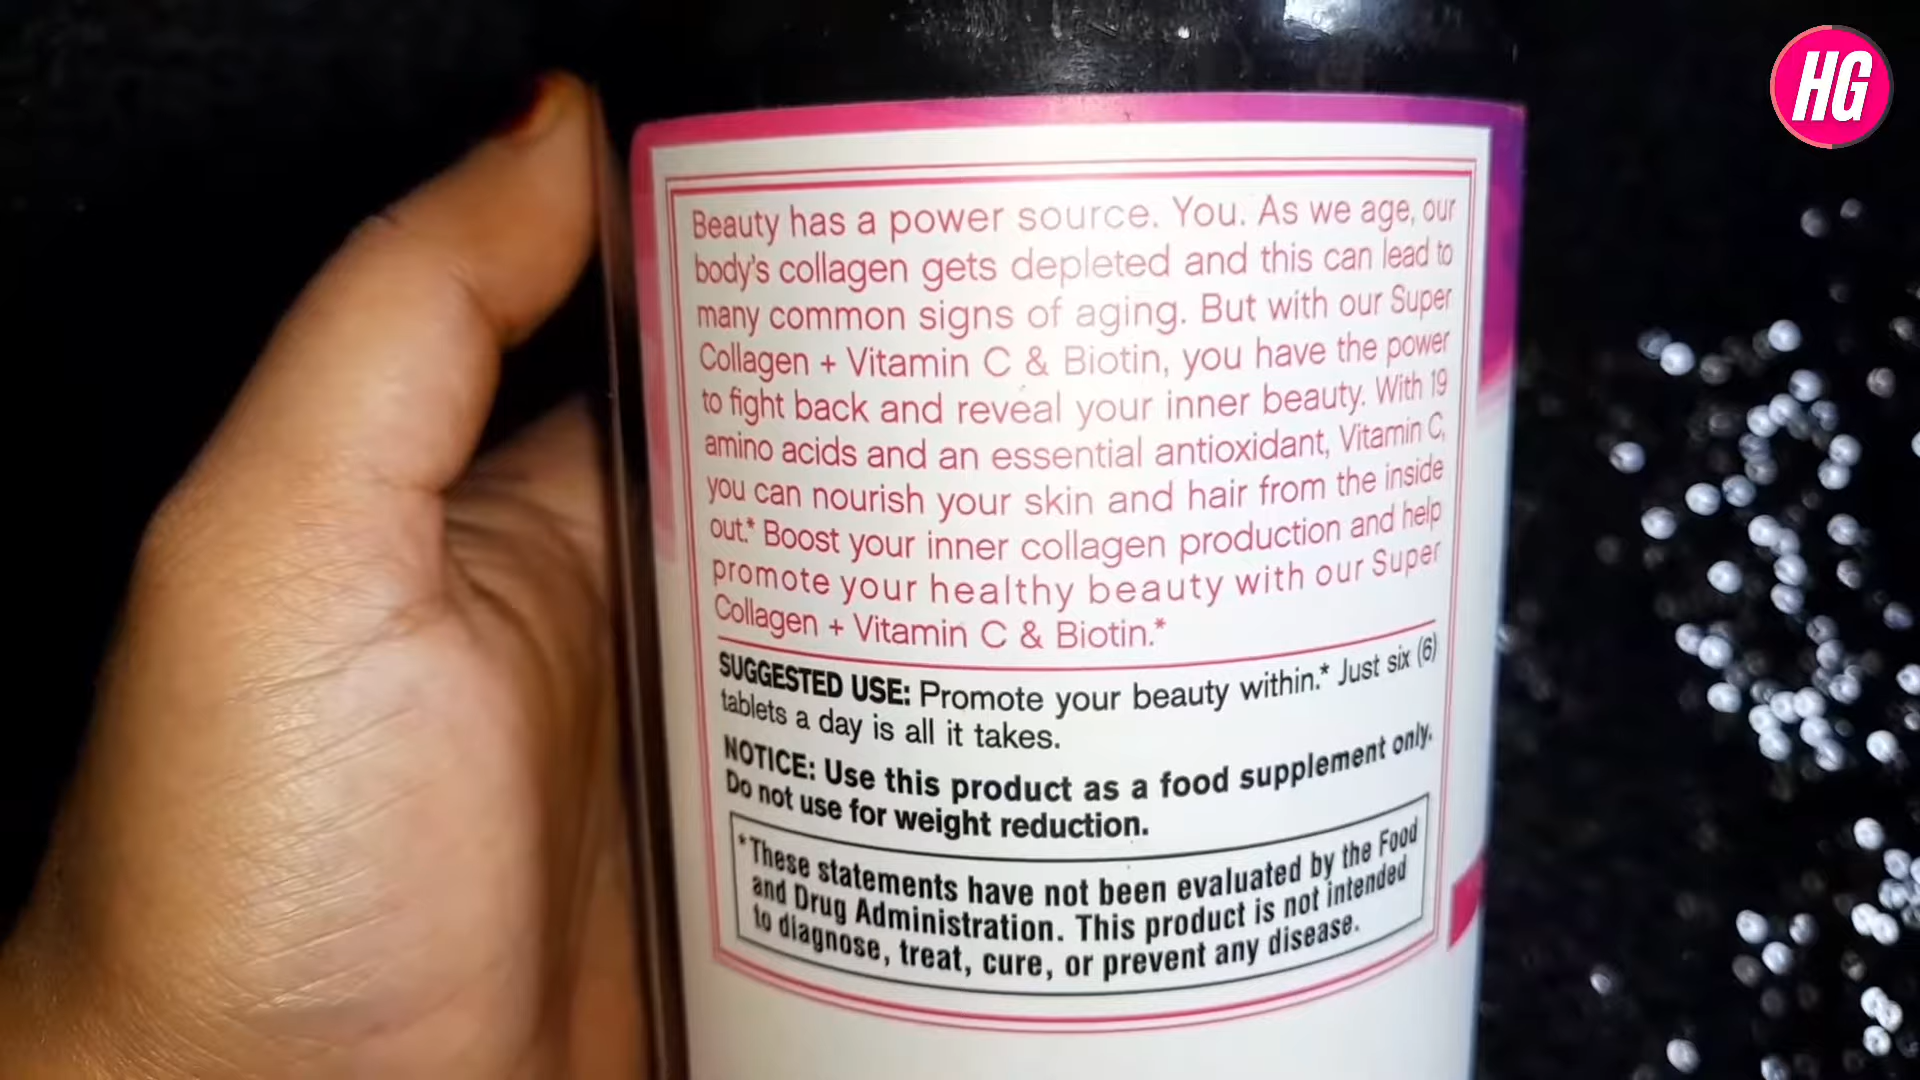 HG
Beauty has a power source. You. As we age, our
body's collagen gets depleted and this can lead to
many common signs of aging. But with our Super
Collagen + Vitamin C & Biotin, you have the power
to fight back and reveal your inner beauty. With 19
amino acids and an essential antioxidant, Vitamin C,
you can nourish your skin and hair from the inside
out.* Boost your inner collagen production and help
promote your healthy beauty with our Super
Collagen + Vitamin C & Biotin.*
SUGGESTED USE: Promote your beauty within.* Just six (6)
tablets a day is all it takes.
NOTICE: Use this product as a food supplement only.
Do not use for weight reduction.
*These statements have not been evaluated by the Food
and Drug Administration. This product is not intended
to diagnose, treat, cure, or prevent any disease.